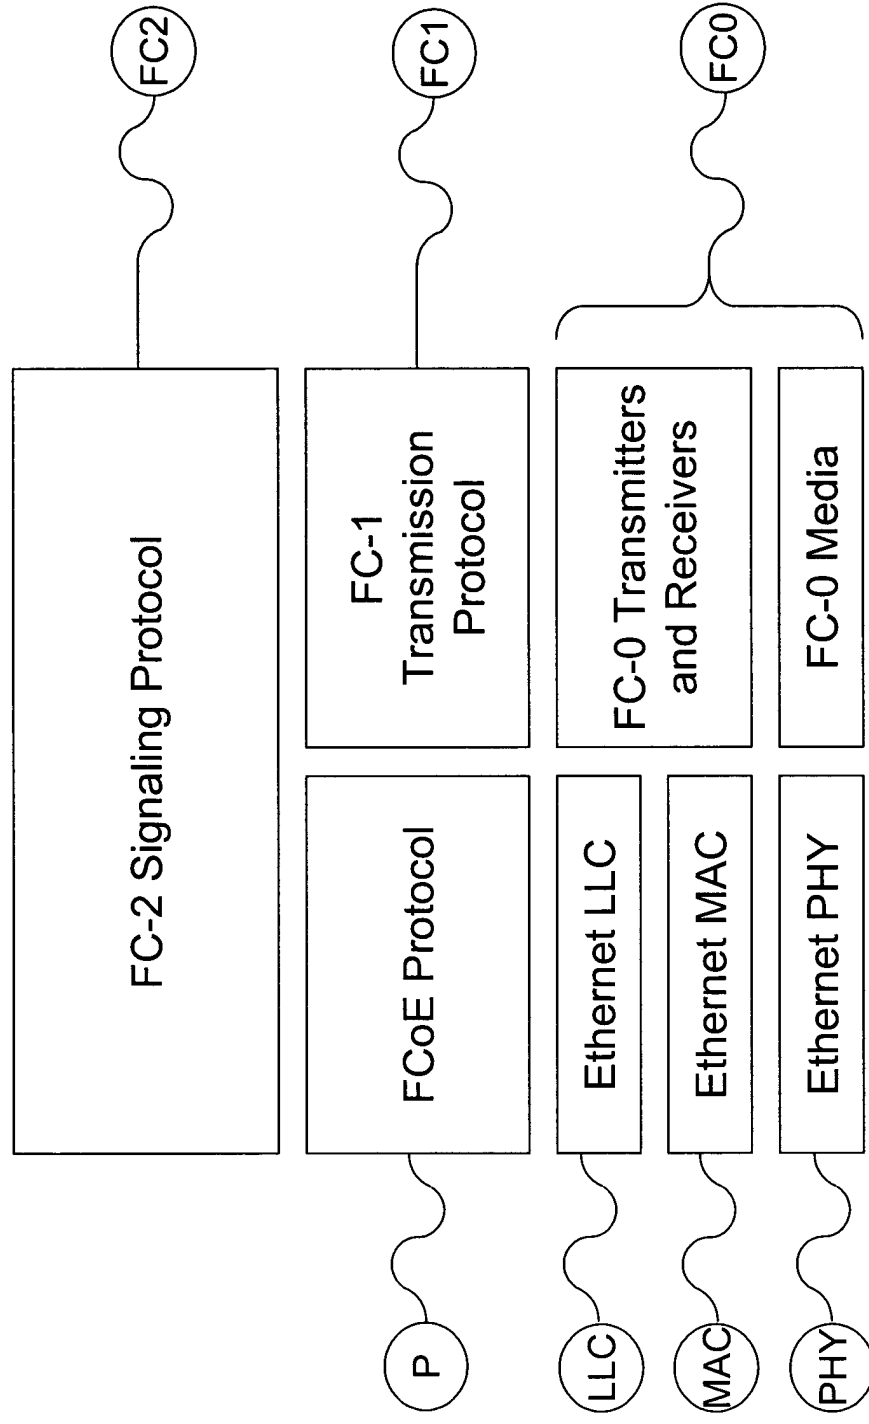 FC-2 Signaling Protocol
FC2
P
FCoE Protocol
FC-1
Transmission
Protocol
FC1
LLC
Ethernet LLC
MAC
Ethernet MAC
FC-0 Transmitters
and Receivers
FC0
PHY
Ethernet PHY
FC-0 Media